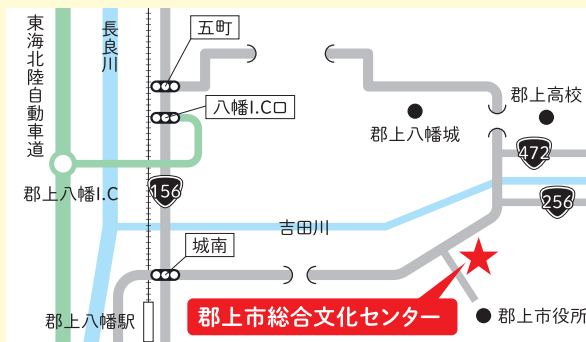 東海北陸自動車道
長良川
五町
八幡I.C口
郡上八幡城
郡上高校
472
郡上八幡I.C
156
256
吉田川
城南
郡上市総合文化センター
郡上市役所
郡上八幡駅